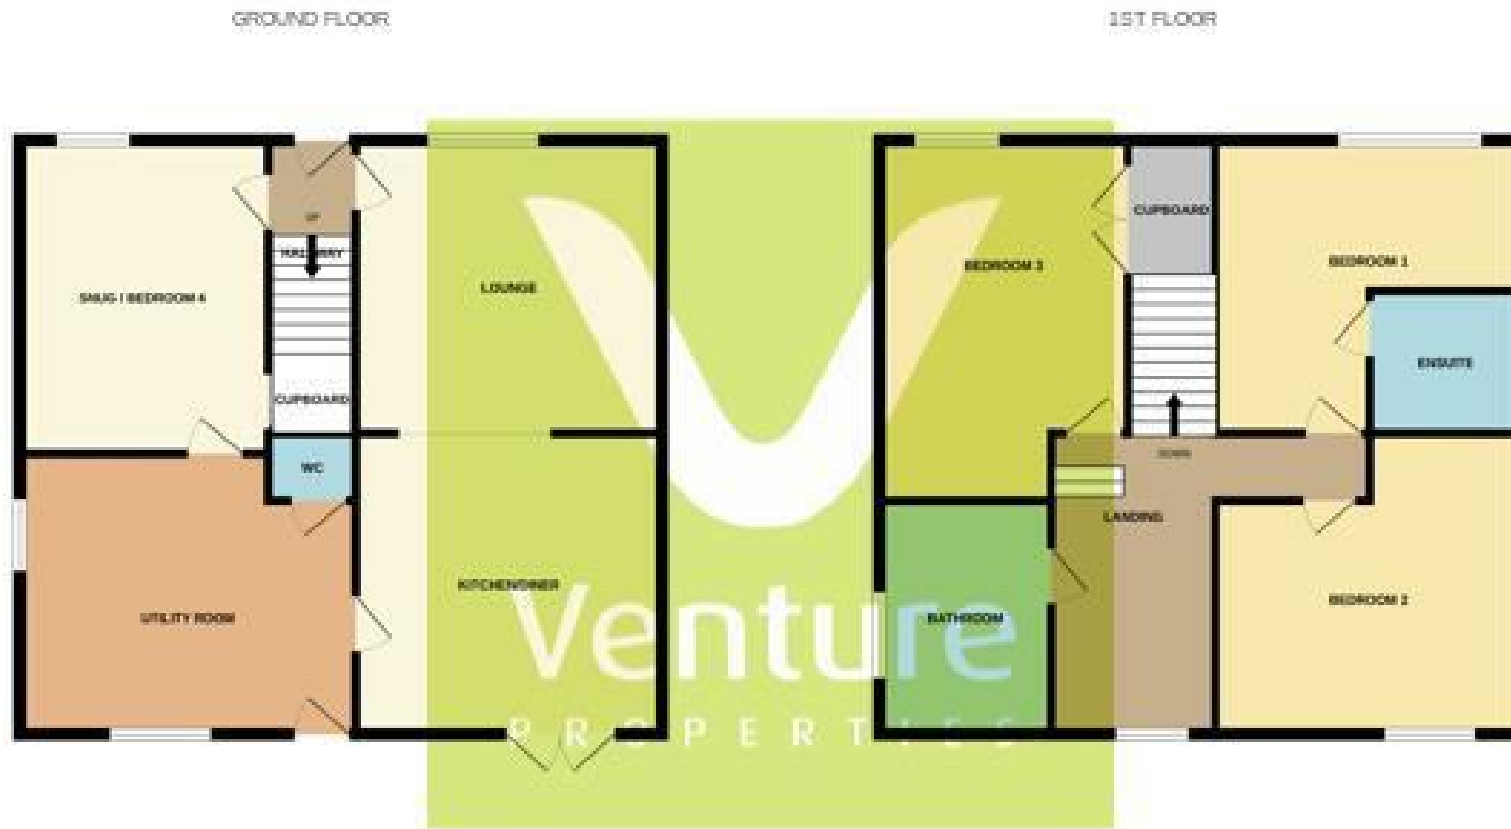 GROUND FLOOR
1ST FLOOR
UP
HALLWAY
SNUG / BEDROOM 4
LOUNGE
CUPBOARD
WC
UTILITY ROOM
KITCHEN/DINER
CUPBOARD
BEDROOM 3
BEDROOM 1
ENSUITE
DOWN
LANDING
BATHROOM
BEDROOM 2
Venture
PROPERTIES